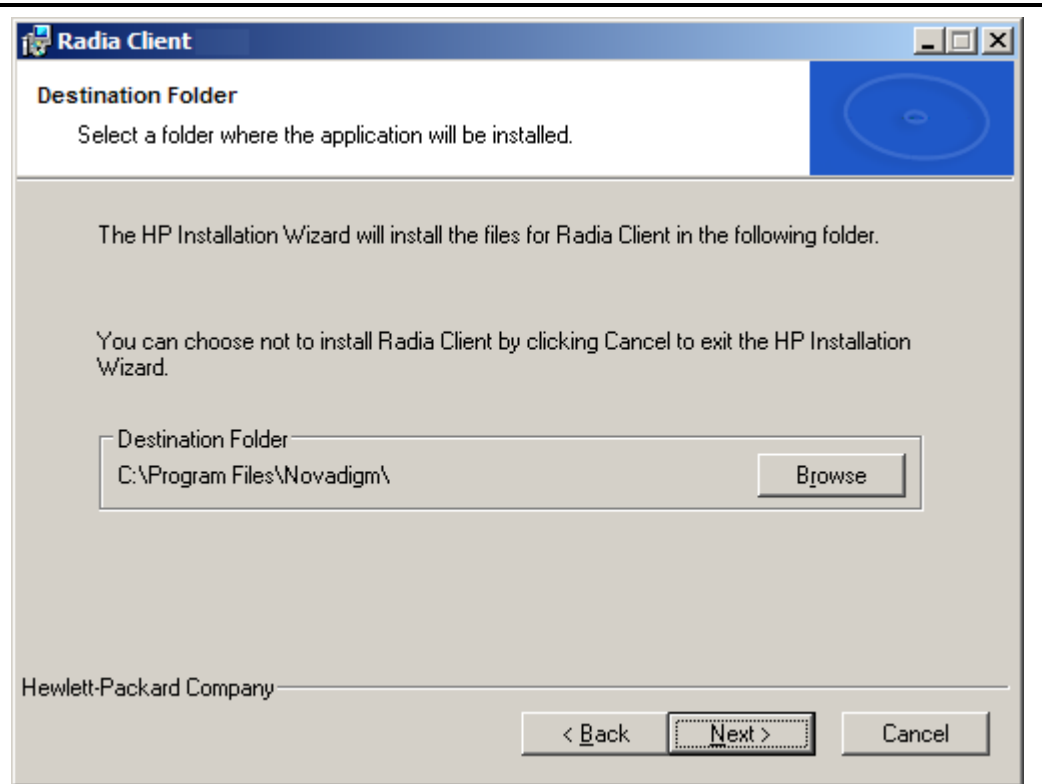 Radia Client
Destination Folder
Select a folder where the application will be installed.
The HP Installation Wizard will install the files for Radia Client in the following folder.
You can choose not to install Radia Client by clicking Cancel to exit the HP Installation
Wizard.
Destination Folder
C:\Program Files\Novadigm\
Browse
Hewlett-Packard Company
< Back
Next >
Cancel